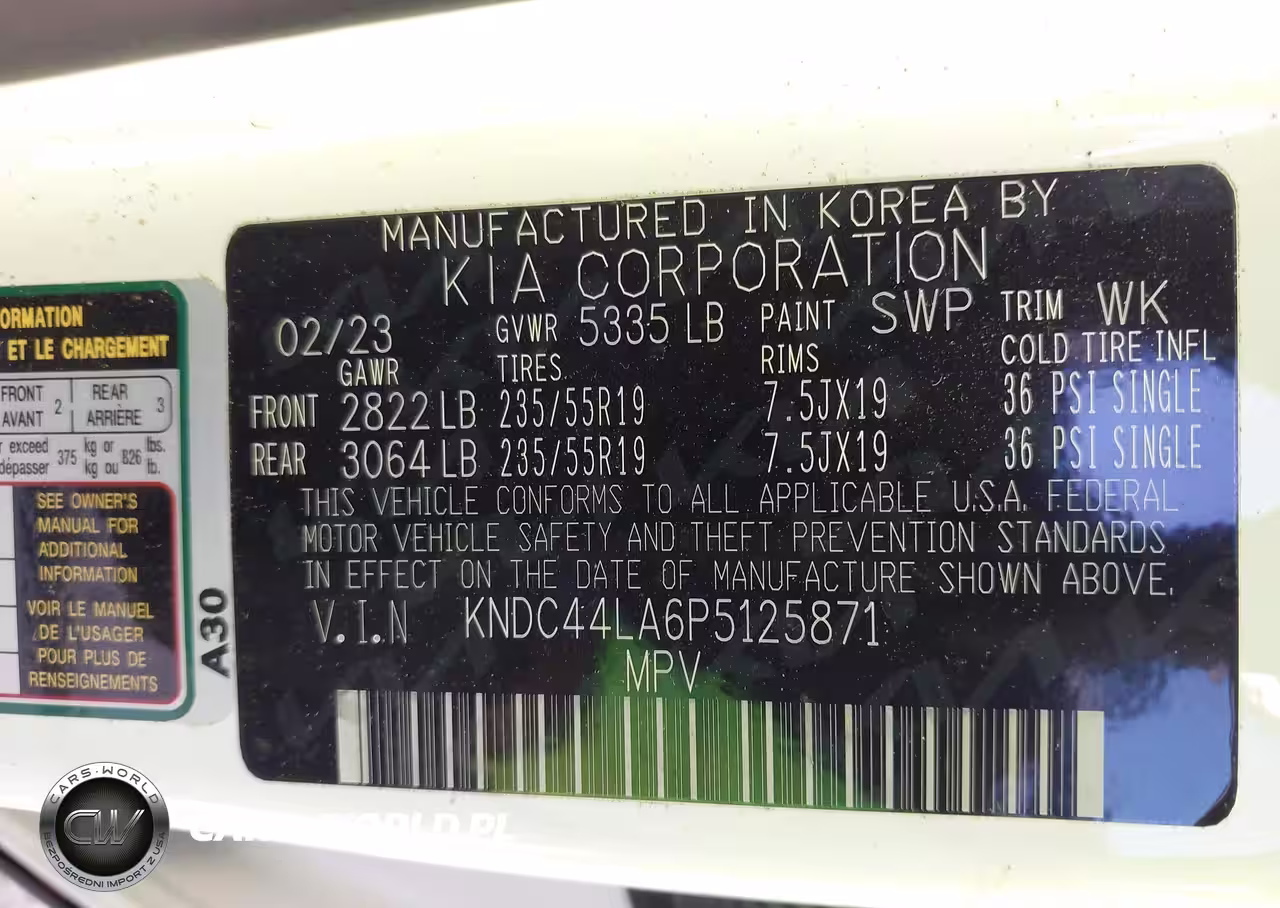 MANUFACTURED IN KOREA BY
KIA CORPORATION
02/23 GVWR 5335 LB PAINT SWP TRIM WK
GAWR TIRES RIMS COLD TIRE INFL
FRONT 2822 LB 235/55R19 7.5JX19 36 PSI SINGLE
REAR 3064 LB 235/55R19 7.5JX19 36 PSI SINGLE
THIS VEHICLE CONFORMS TO ALL APPLICABLE U.S.A. FEDERAL
MOTOR VEHICLE SAFETY AND THEFT PREVENTION STANDARDS
IN EFFECT ON THE DATE OF MANUFACTURE SHOWN ABOVE.
V.I.N KNDC44LA6P5125871
MPV
ORMATION
ET LE CHARGEMENT
FRONT 2 REAR 3
AVANT ARRIÈRE
r exceed 375 kg or 826 lbs.
dépasser kg ou lb.
SEE OWNER'S
MANUAL FOR
ADDITIONAL
INFORMATION
VOIR LE MANUEL
DE L'USAGER
POUR PLUS DE
RENSEIGNEMENTS
A30
CARS-WORLD
CW
BEZPOŚREDNI IMPORT Z USA